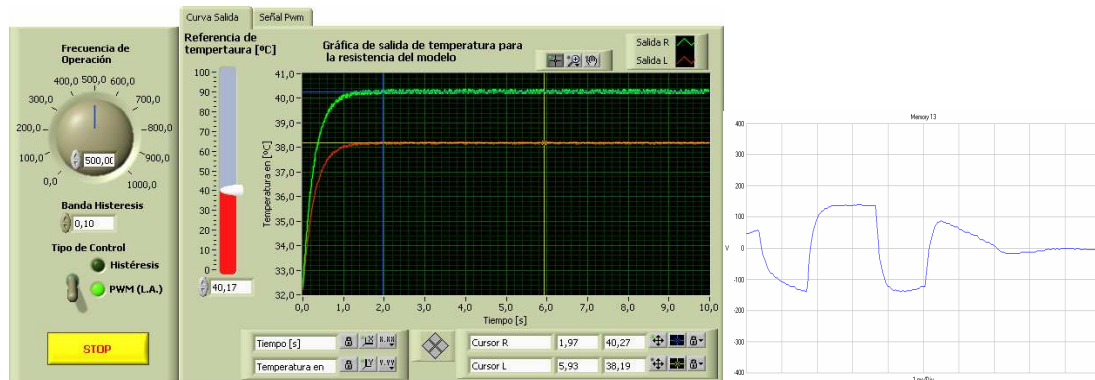 Curva Salida
Señal Pwm
Frecuencia de
Operación
400,0 500,0 600,0
300,0
700,0
200,0
800,0
100,0
900,0
0,0
1000,0
500,00
Banda Histeresis
0,10
Tipo de Control
Histéresis
PWM (L.A.)
STOP
Referencia de
tempertaura [ºC]
100
90
80
70
60
50
40
30
20
10
0
40,17
Gráfica de salida de temperatura para
la resistencia del modelo
Salida R
Salida L
Temperatura en [ºC]
41,0
40,0
39,0
38,0
37,0
36,0
35,0
34,0
33,0
32,0
0,0 1,0 2,0 3,0 4,0 5,0 6,0 7,0 8,0 9,0 10,0
Tiempo [s]
Tiempo [s]
Temperatura en
Cursor R 1,97 40,27
Cursor L 5,93 38,19
Memory 13
400
300
200
100
V 0
-100
-200
-300
-400